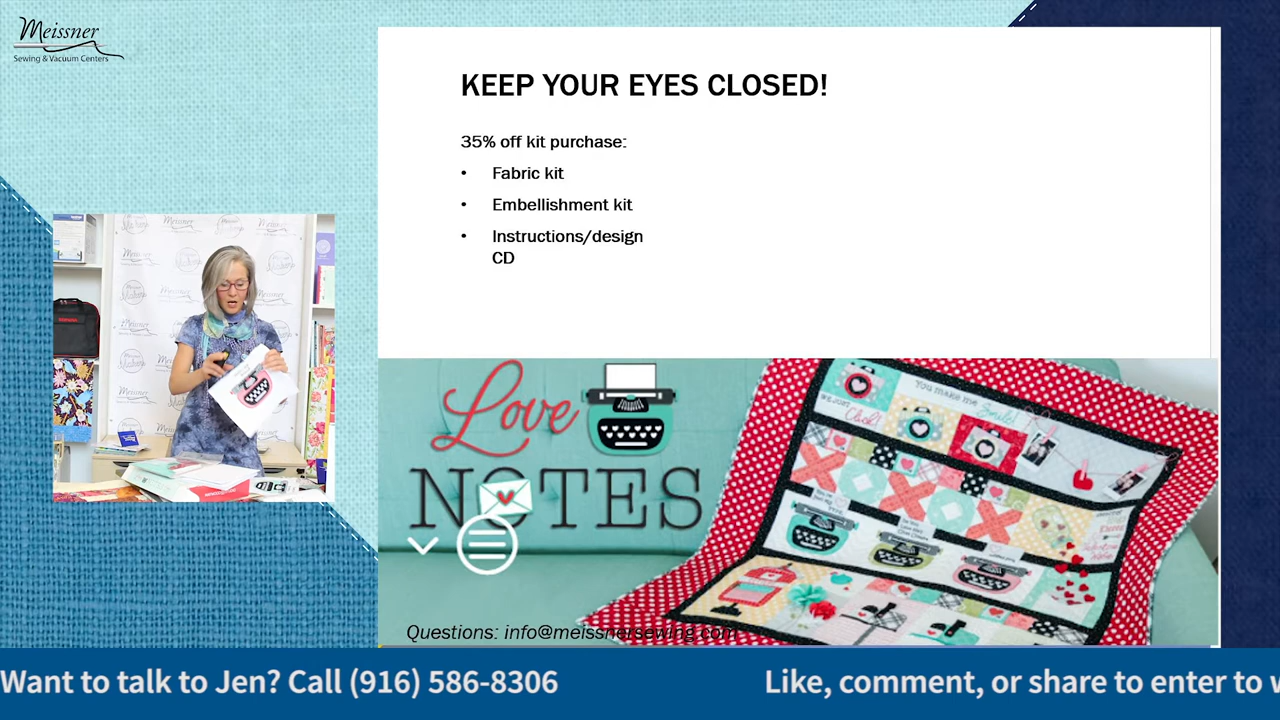 Meissner
Sewing & Vacuum Centers
KEEP YOUR EYES CLOSED!
35% off kit purchase:
• Fabric kit
• Embellishment kit
• Instructions/design
CD
Love
NOTES
You make me
Smile!
Questions: info@meissnersewing.com
Want to talk to Jen? Call (916) 586-8306
Like, comment, or share to enter to w